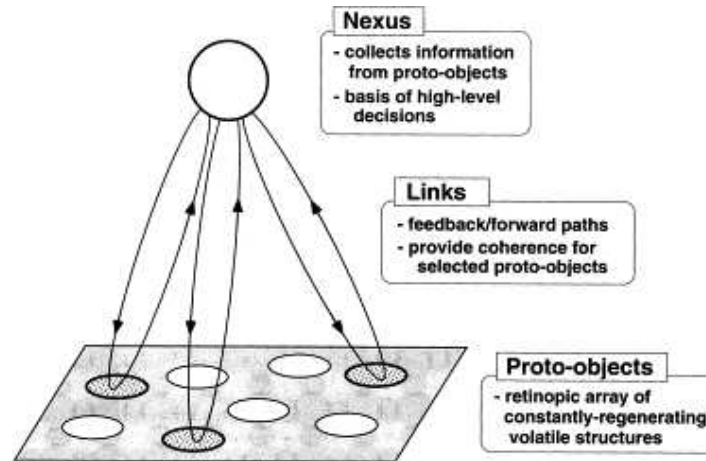 Nexus
- collects information
from proto-objects
- basis of high-level
decisions
Links
- feedback/forward paths
- provide coherence for
selected proto-objects
Proto-objects
- retinopic array of
constantly-regenerating
volatile structures